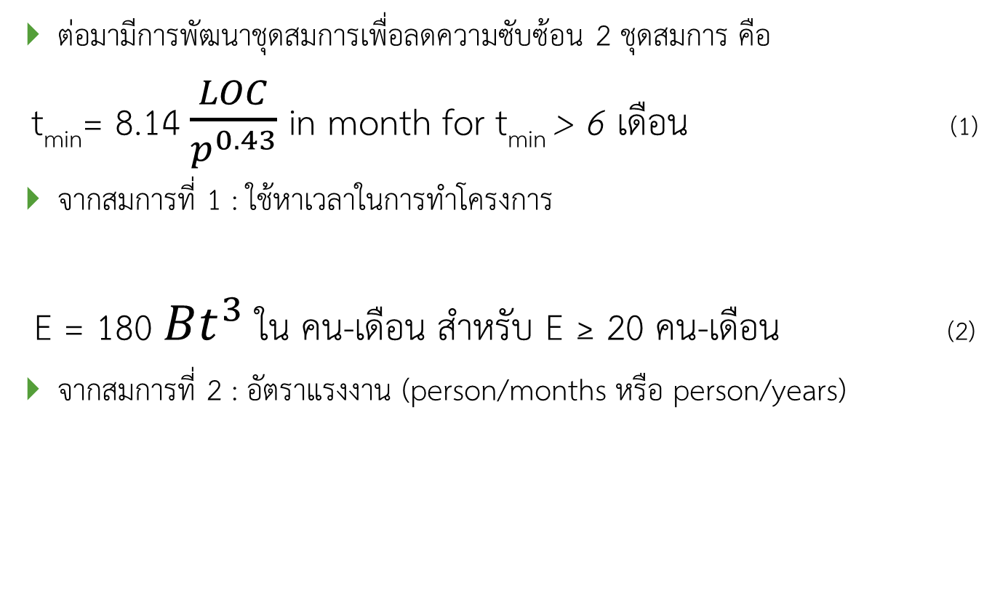 ต่อมามีการพัฒนาชุดสมการเพื่อลดความซับซ้อน 2 ชุดสมการ คือ
t_min = 8.14 LOC / p^0.43 in month for t_min > 6 เดือน (1)
จากสมการที่ 1 : ใช้หาเวลาในการทำโครงการ
E = 180 Bt^3 ใน คน-เดือน สำหรับ E ≥ 20 คน-เดือน (2)
จากสมการที่ 2 : อัตราแรงงาน (person/months หรือ person/years)